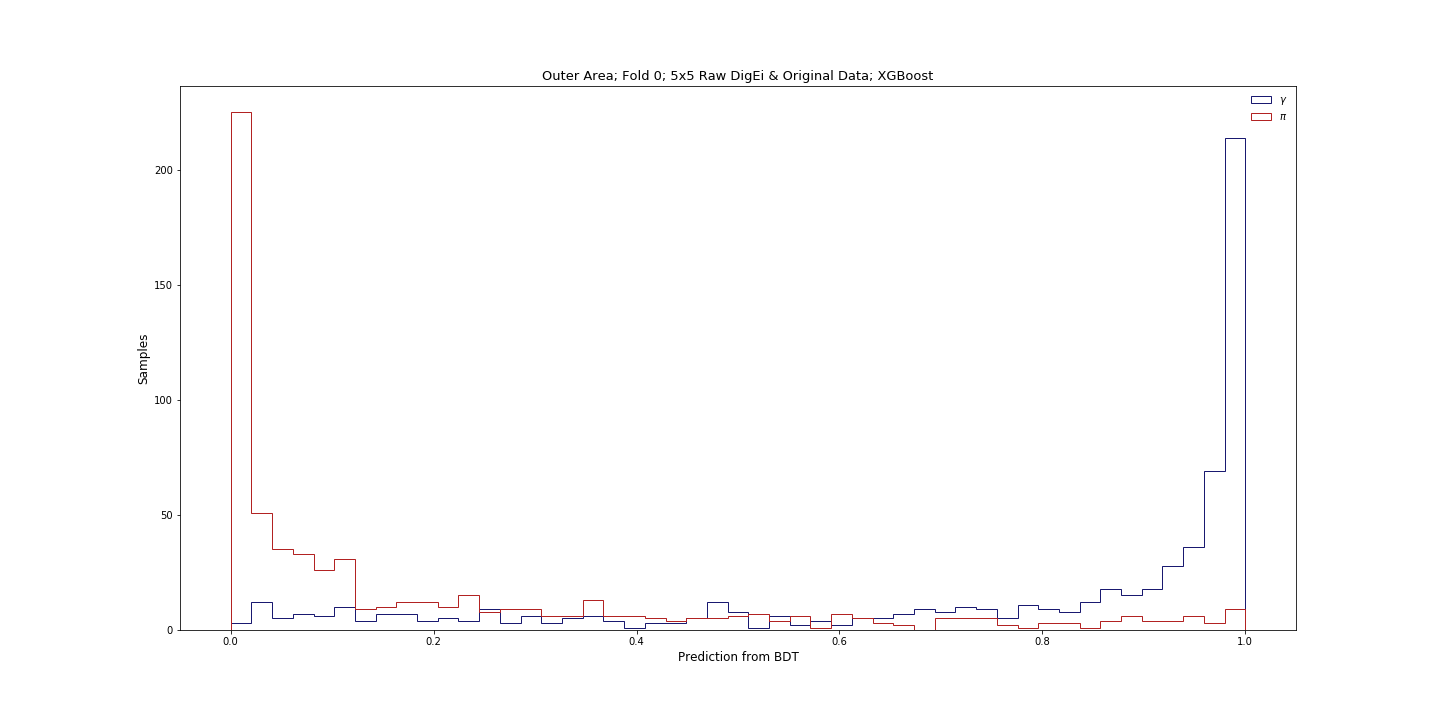 Outer Area; Fold 0; 5x5 Raw DigEi & Original Data; XGBoost
γ
π
200
150
100
50
0
Samples
0.0 0.2 0.4 0.6 0.8 1.0
Prediction from BDT